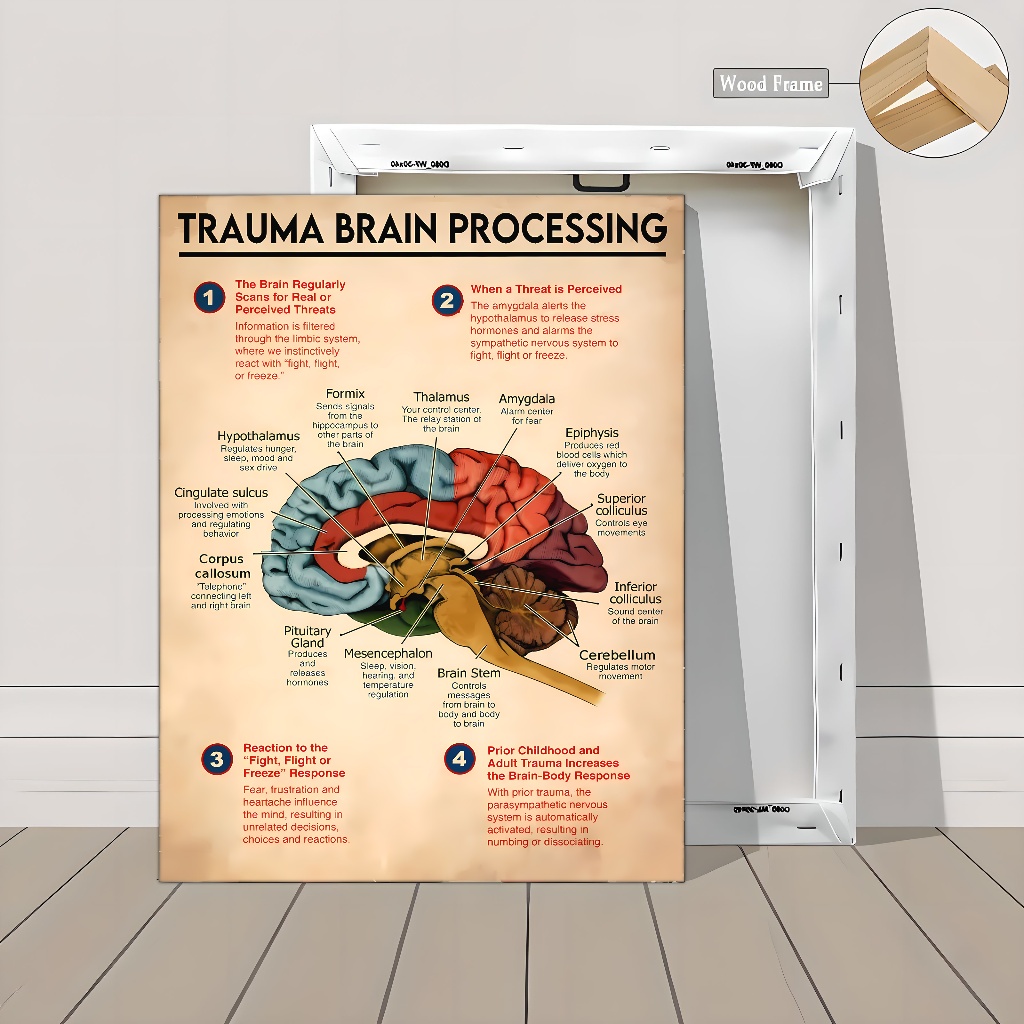 Wood Frame
TRAUMA BRAIN PROCESSING
1
The Brain Regularly
Scans for Real or
Perceived Threats
Information is filtered
through the limbic system,
where we instinctively
react with "fight, flight,
or freeze."
2
When a Threat is Perceived
The amygdala alerts the
hypothalamus to release stress
hormones and alarms the
sympathetic nervous system to
fight, flight or freeze.
Formix
Sends signals
from the
hippocampus to
other parts of
the brain
Thalamus
Your control center.
The relay station of
the brain
Amygdala
Alarm center
for fear
Hypothalamus
Regulates hunger,
sleep, mood and
sex drive
Epiphysis
Produces red
blood cells which
deliver oxygen to
the body
Cingulate sulcus
Involved with
processing emotions
and regulating
behavior
Superior
colliculus
Controls eye
movements
Corpus
callosum
"Telephone"
connecting left
and right brain
Inferior
colliculus
Sound center
of the brain
Pituitary
Gland
Produces
and
releases
hormones
Mesencephalon
Sleep, vision,
hearing, and
temperature
regulation
Brain Stem
Controls
messages
from brain to
body and body
to brain
Cerebellum
Regulates motor
movement
3
Reaction to the
"Fight, Flight or
Freeze" Response
Fear, frustration and
heartache influence
the mind, resulting in
unrelated decisions,
choices and reactions.
4
Prior Childhood and
Adult Trauma Increases
the Brain-Body Response
With prior trauma, the
parasympathetic nervous
system is automatically
activated, resulting in
numbing or dissociating.